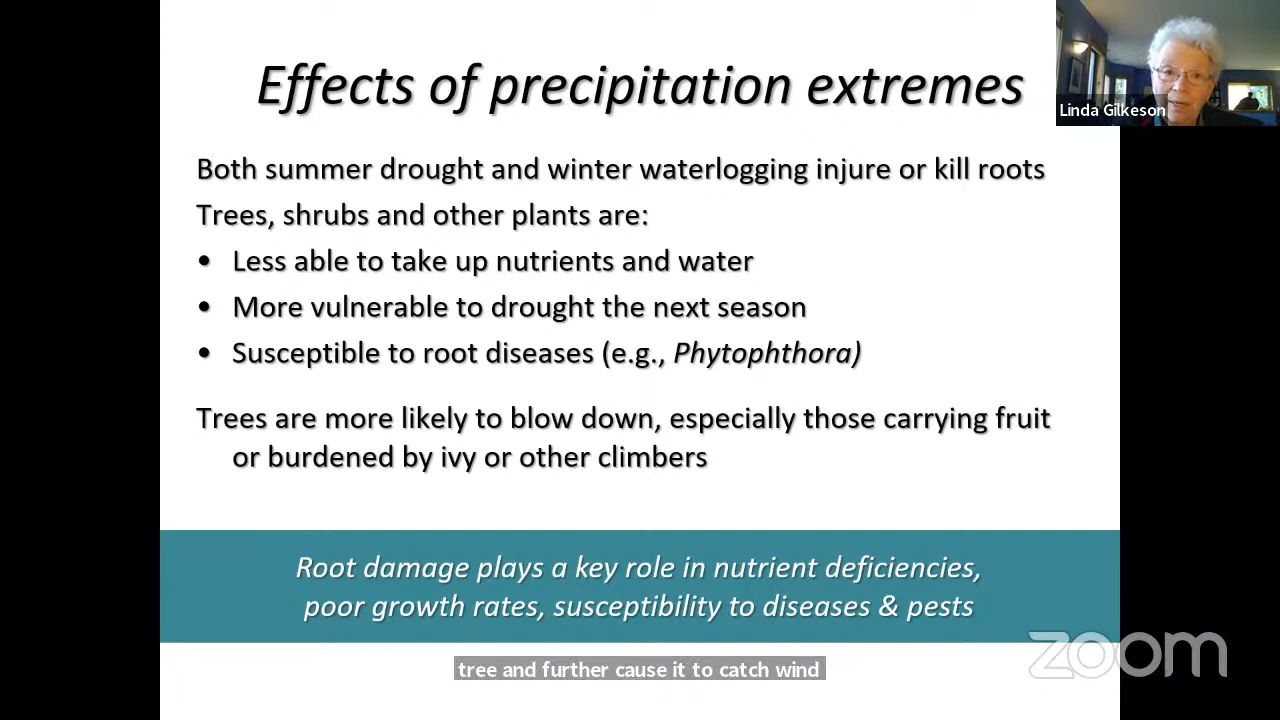 Effects of precipitation extremes
Linda Gilkeson
Both summer drought and winter waterlogging injure or kill roots
Trees, shrubs and other plants are:
• Less able to take up nutrients and water
• More vulnerable to drought the next season
• Susceptible to root diseases (e.g., Phytophthora)
Trees are more likely to blow down, especially those carrying fruit
or burdened by ivy or other climbers
Root damage plays a key role in nutrient deficiencies,
poor growth rates, susceptibility to diseases & pests
zoom
tree and further cause it to catch wind